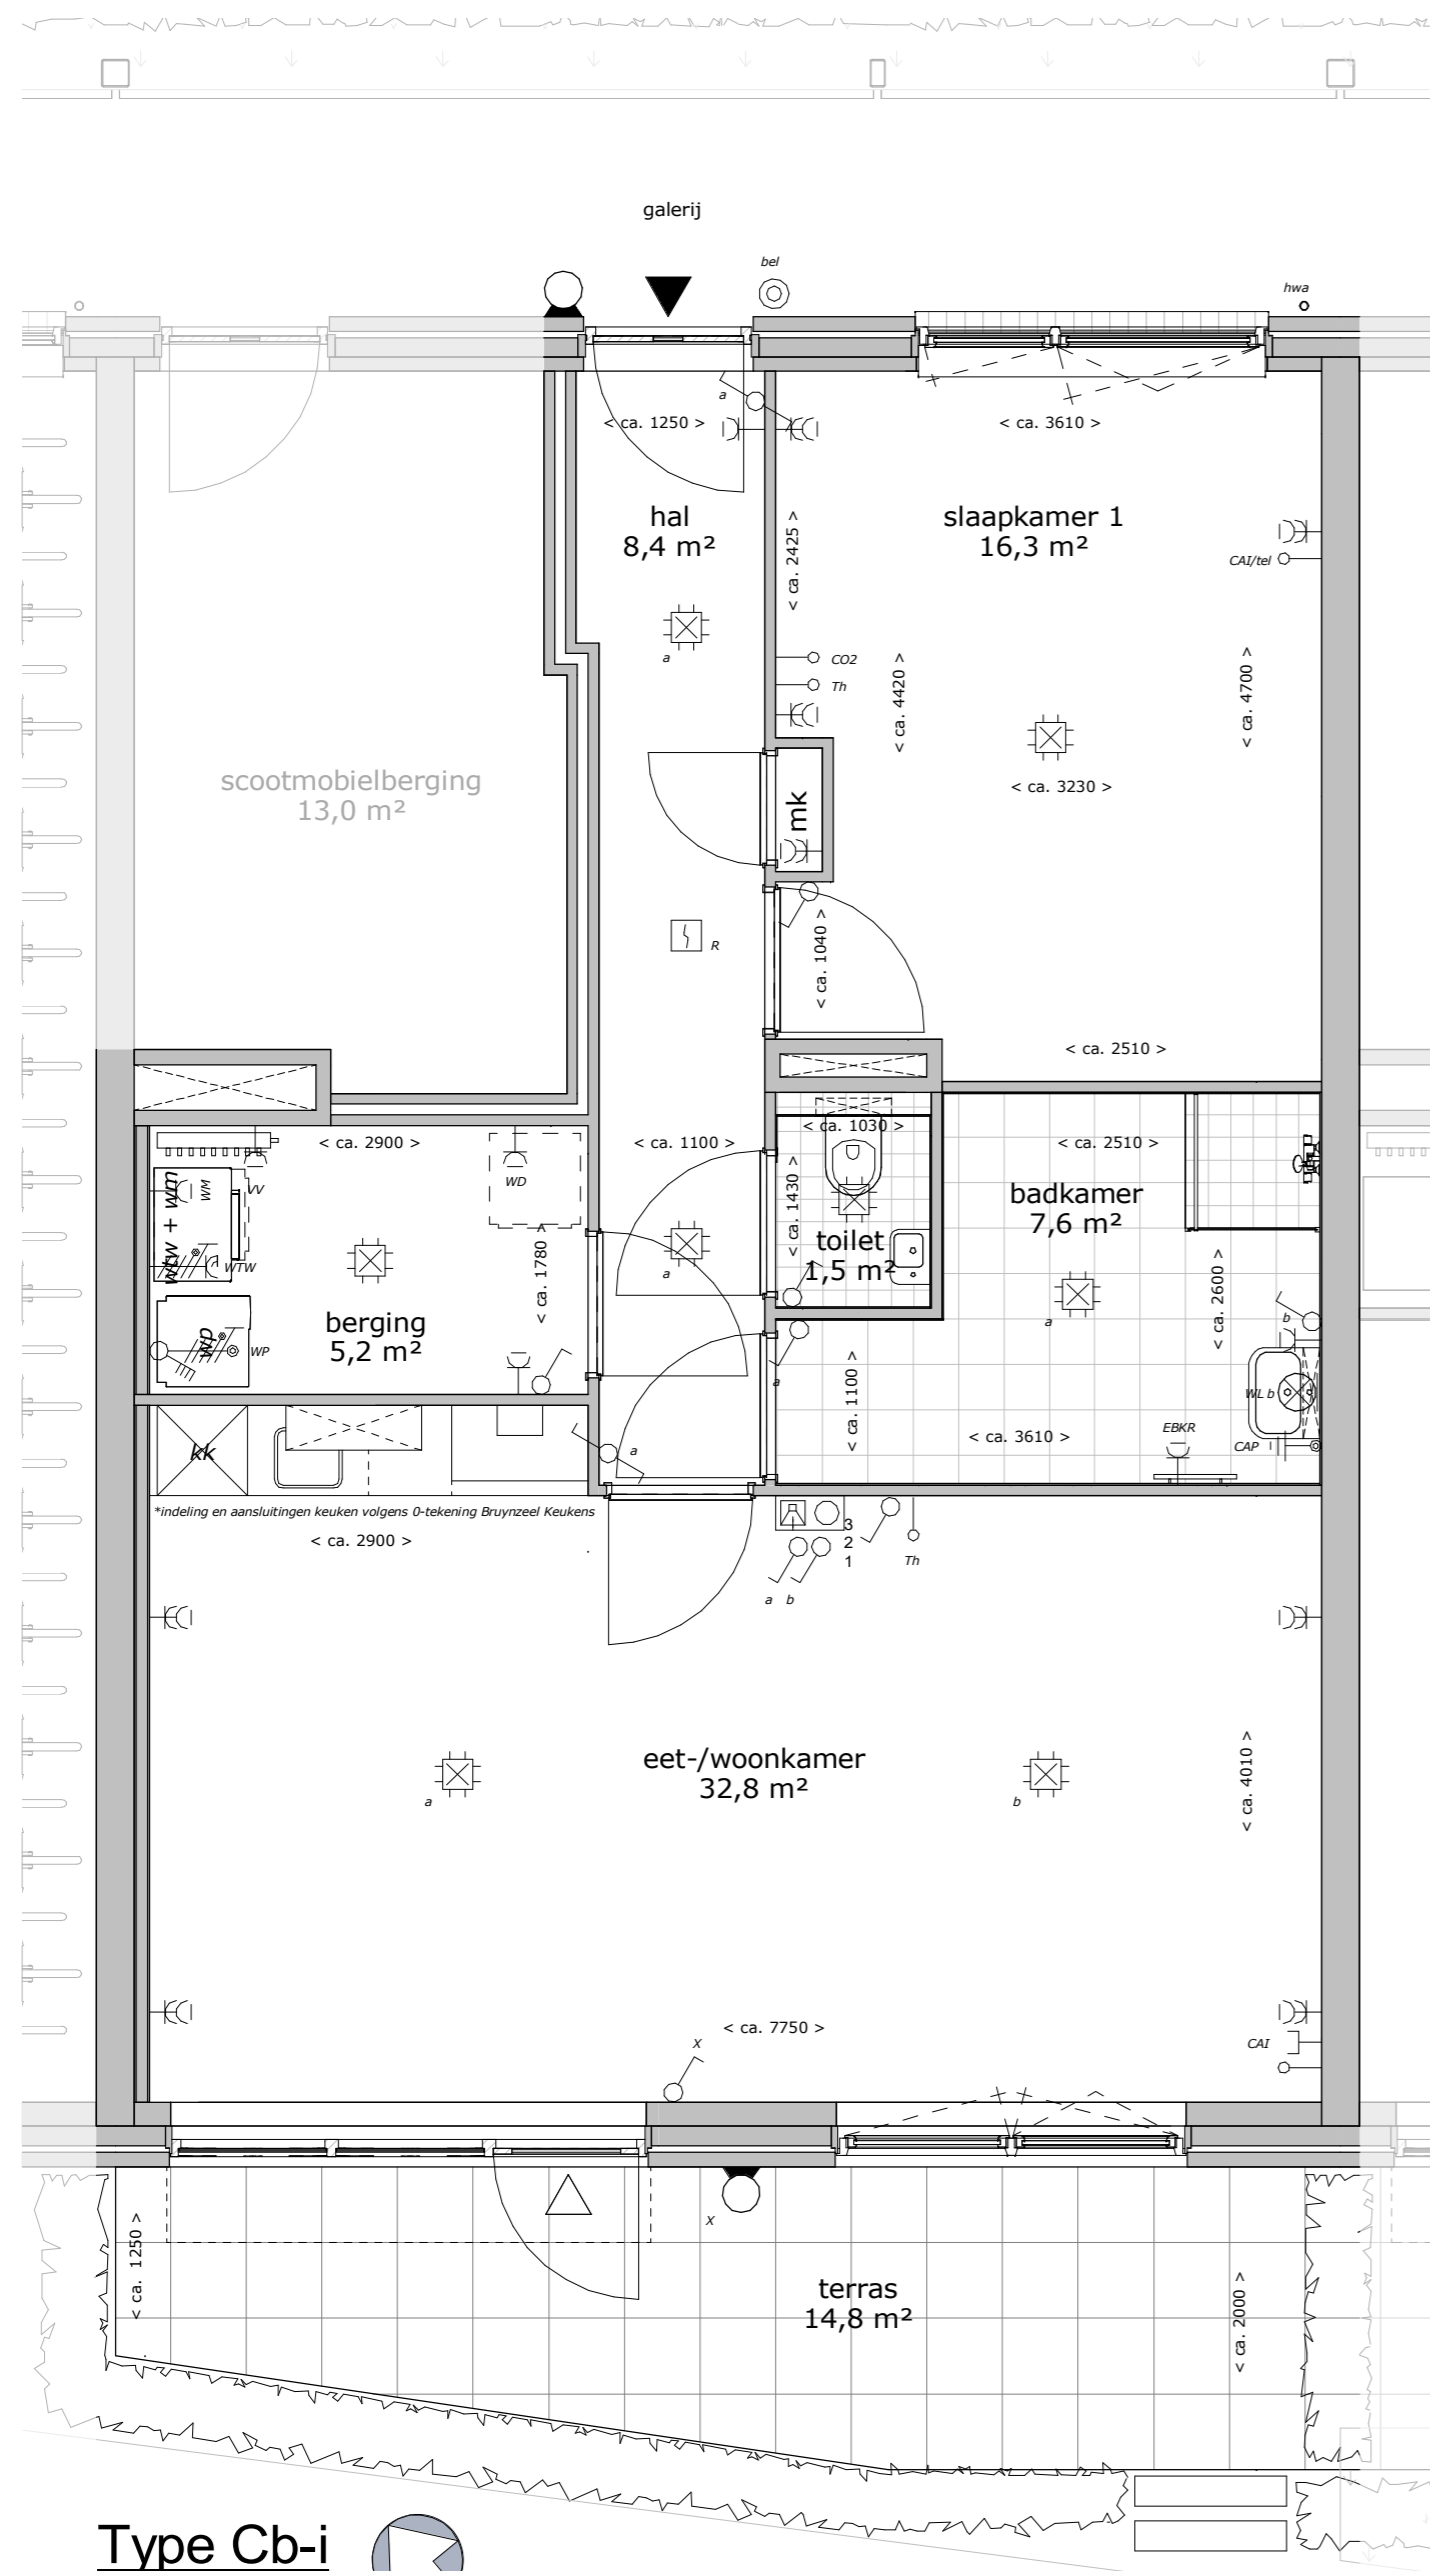 galerij
bel
hwa
a
< ca. 1250 >
< ca. 3610 >
hal
8,4 m²
< ca. 2425 >
slaapkamer 1
16,3 m²
CAI/tel
a
CO2
Th
< ca. 4420 >
< ca. 4700 >
scootmobielberging
13,0 m²
< ca. 3230 >
mk
R
< ca. 1040 >
< ca. 2510 >
< ca. 2900 >
< ca. 1100 >
< ca. 1030 >
< ca. 2510 >
wtw + wm
WM
VV
WD
WTW
< ca. 1780 >
a
< ca. 1430 >
toilet
1,5 m²
badkamer
7,6 m²
< ca. 2600 >
a
b
berging
5,2 m²
wp
WP
a
< ca. 1100 >
WL b
EBKR
CAP
< ca. 3610 >
kk
a
*indeling en aansluitingen keuken volgens 0-tekening Bruynzeel Keukens
< ca. 2900 >
3
2
1
Th
a b
eet-/woonkamer
32,8 m²
a
b
< ca. 4010 >
< ca. 7750 >
X
CAI
X
< ca. 1250 >
terras
14,8 m²
< ca. 2000 >
Type Cb-i